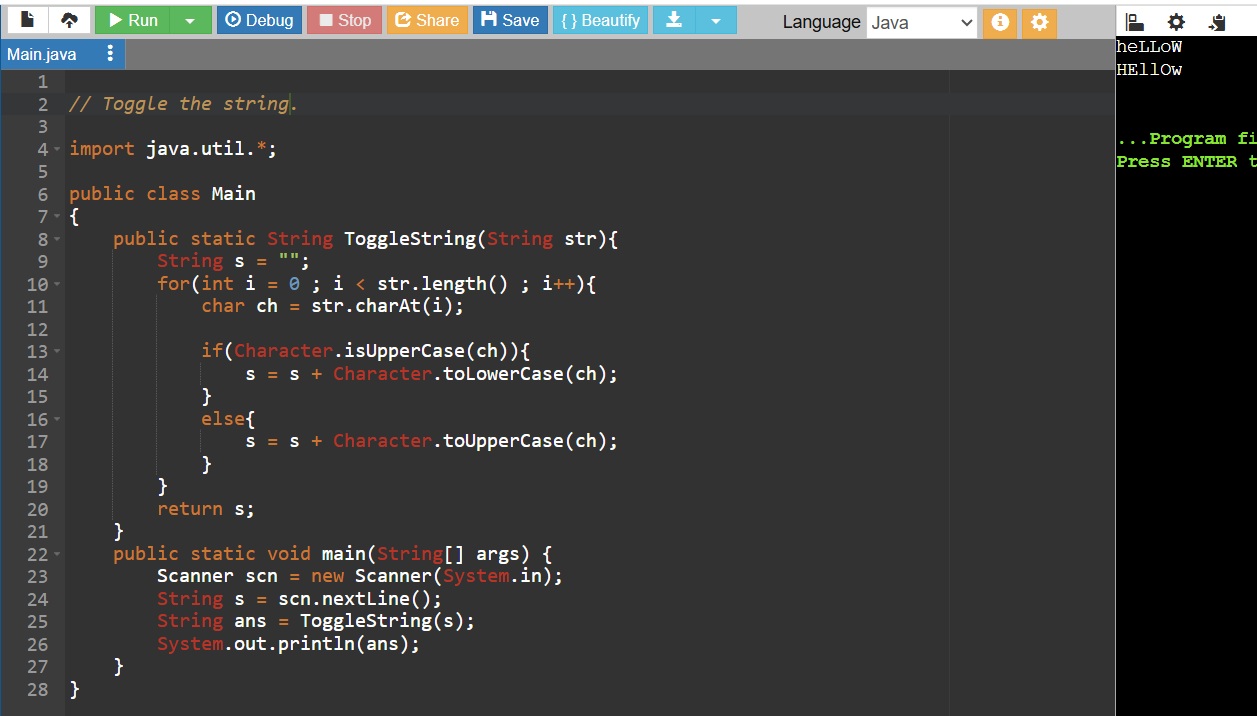 Run Debug Stop Share Save { } Beautify Language Java
Main.java
1
2 // Toggle the string.
3
4 import java.util.*;
5
6 public class Main
7 {
8 public static String ToggleString(String str){
9 String s = "";
10 for(int i = 0 ; i < str.length() ; i++){
11 char ch = str.charAt(i);
12
13 if(Character.isUpperCase(ch)){
14 s = s + Character.toLowerCase(ch);
15 }
16 else{
17 s = s + Character.toUpperCase(ch);
18 }
19 }
20 return s;
21 }
22 public static void main(String[] args) {
23 Scanner scn = new Scanner(System.in);
24 String s = scn.nextLine();
25 String ans = ToggleString(s);
26 System.out.println(ans);
27 }
28 }
heLLoW
HEllOw
...Program fi
Press ENTER t